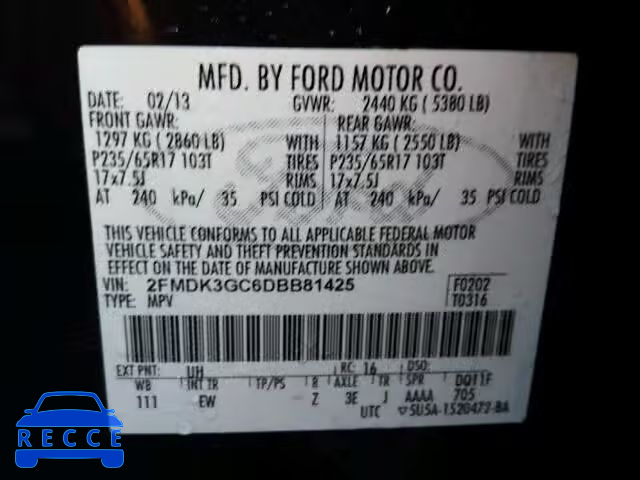 MFD. BY FORD MOTOR CO.
DATE: 02/13 GVWR: 2440 KG ( 5380 LB)
FRONT GAWR: REAR GAWR:
1297 KG ( 2860 LB) WITH 1157 KG ( 2550 LB) WITH
P235/65R17 103T TIRES P235/65R17 103T TIRES
17x7.5J RIMS 17x7.5J RIMS
AT 240 kPa/ 35 PSI COLD AT 240 kPa/ 35 PSI COLD
THIS VEHICLE CONFORMS TO ALL APPLICABLE FEDERAL MOTOR
VEHICLE SAFETY AND THEFT PREVENTION STANDARDS IN
EFFECT ON THE DATE OF MANUFACTURE SHOWN ABOVE.
VIN: 2FMDK3GC6DBB81425 F0202
TYPE: MPV T0316
EXT PNT: UH RC: 16 DSO:
WB INT TR TP/PS R AXLE TR SPR DQ11F
111 EW Z 3E J AAAA 705
UTC 5USA-1520472-BA
RECCE